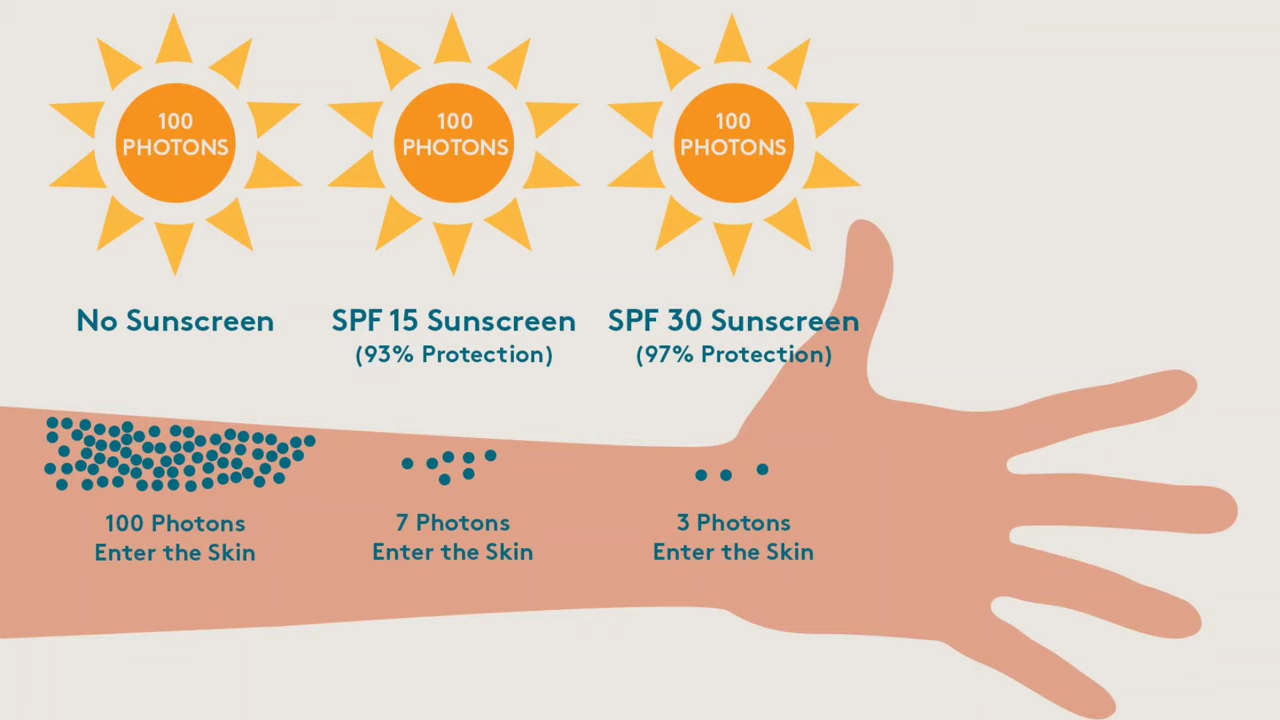 100
PHOTONS
100
PHOTONS
100
PHOTONS
No Sunscreen
SPF 15 Sunscreen
(93% Protection)
SPF 30 Sunscreen
(97% Protection)
100 Photons
Enter the Skin
7 Photons
Enter the Skin
3 Photons
Enter the Skin